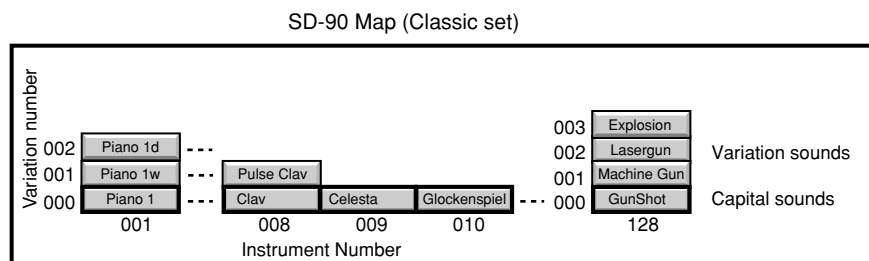 SD-90 Map (Classic set)
Variation number
003 Explosion
002 Piano 1d 002 Lasergun Variation sounds
001 Piano 1w Pulse Clav 001 Machine Gun
000 Piano 1 Clav Celesta Glockenspiel 000 GunShot Capital sounds
001 008 009 010 128
Instrument Number